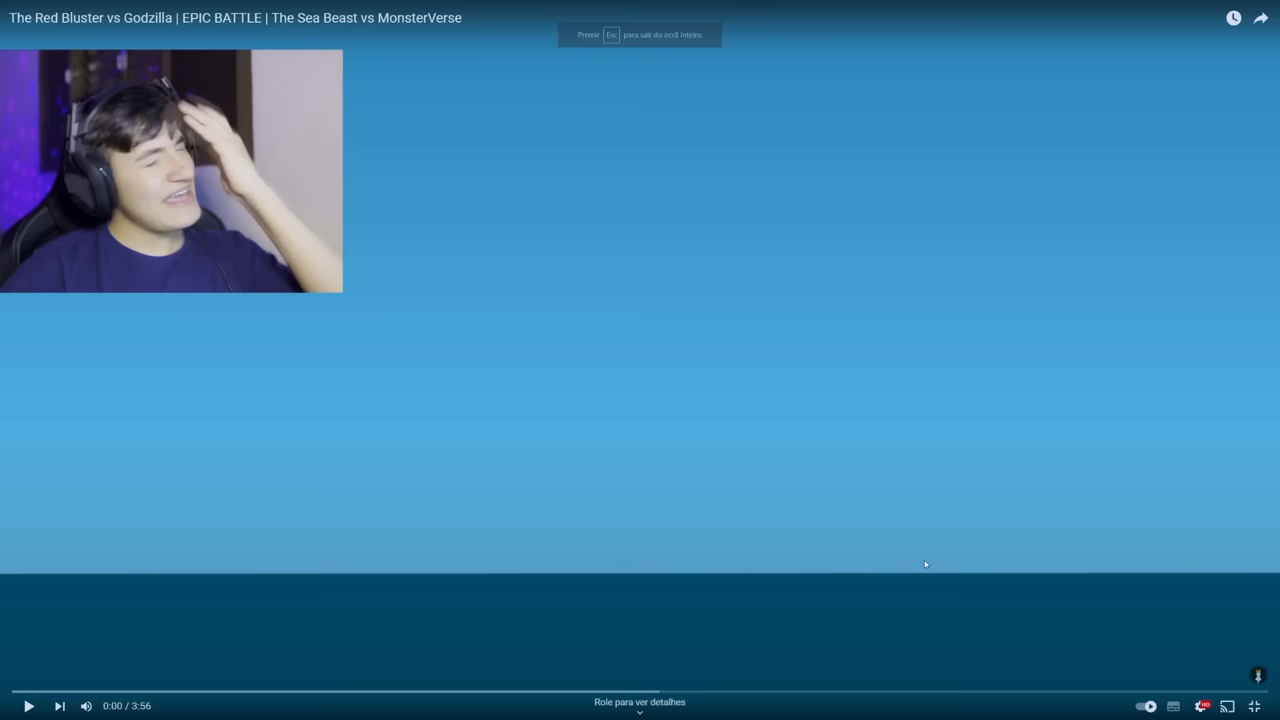 The Red Bluster vs Godzilla | EPIC BATTLE | The Sea Beast vs MonsterVerse
Premir Esc para sair do ecrã inteiro
0:00 / 3:56
Role para ver detalhes
HD